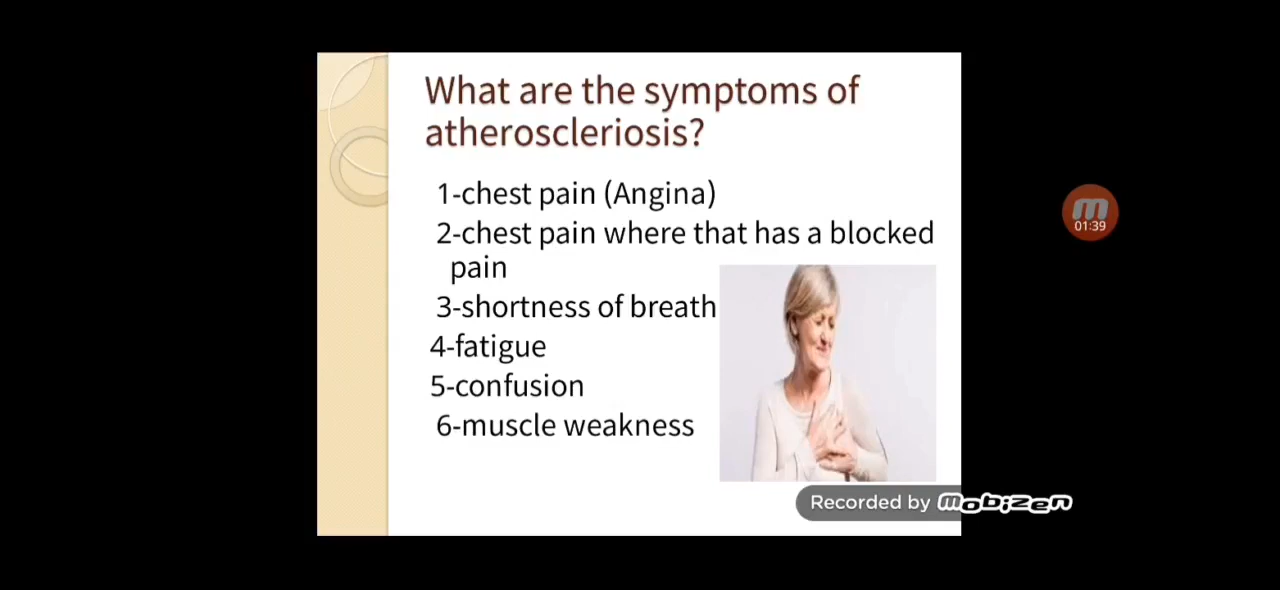 What are the symptoms of
atheroscleriosis?
1-chest pain (Angina)
2-chest pain where that has a blocked
pain
3-shortness of breath
4-fatigue
5-confusion
6-muscle weakness
m
01:39
Recorded by mobizen